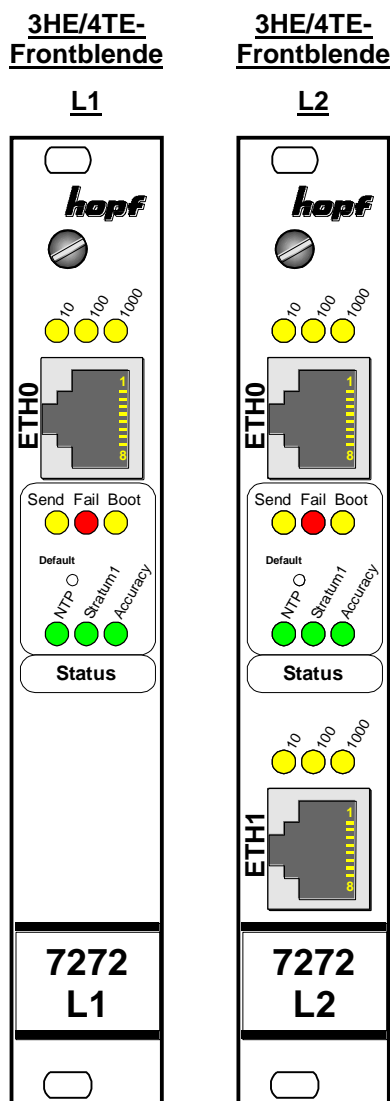 3HE/4TE-
Frontblende
L1
hopf
10 100 1000
ETH0
1
8
Send Fail Boot
Default
NTP Stratum1 Accuracy
Status
7272
L1
3HE/4TE-
Frontblende
L2
hopf
10 100 1000
ETH0
1
8
Send Fail Boot
Default
NTP Stratum1 Accuracy
Status
10 100 1000
ETH1
1
8
7272
L2